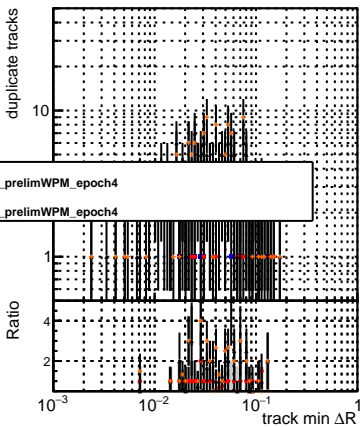 duplicate tracks
10
_prelimWPM_epoch4
_prelimWPM_epoch4
1
Ratio
4
2
10⁻³ 10⁻² 10⁻¹ 1
track min ΔR